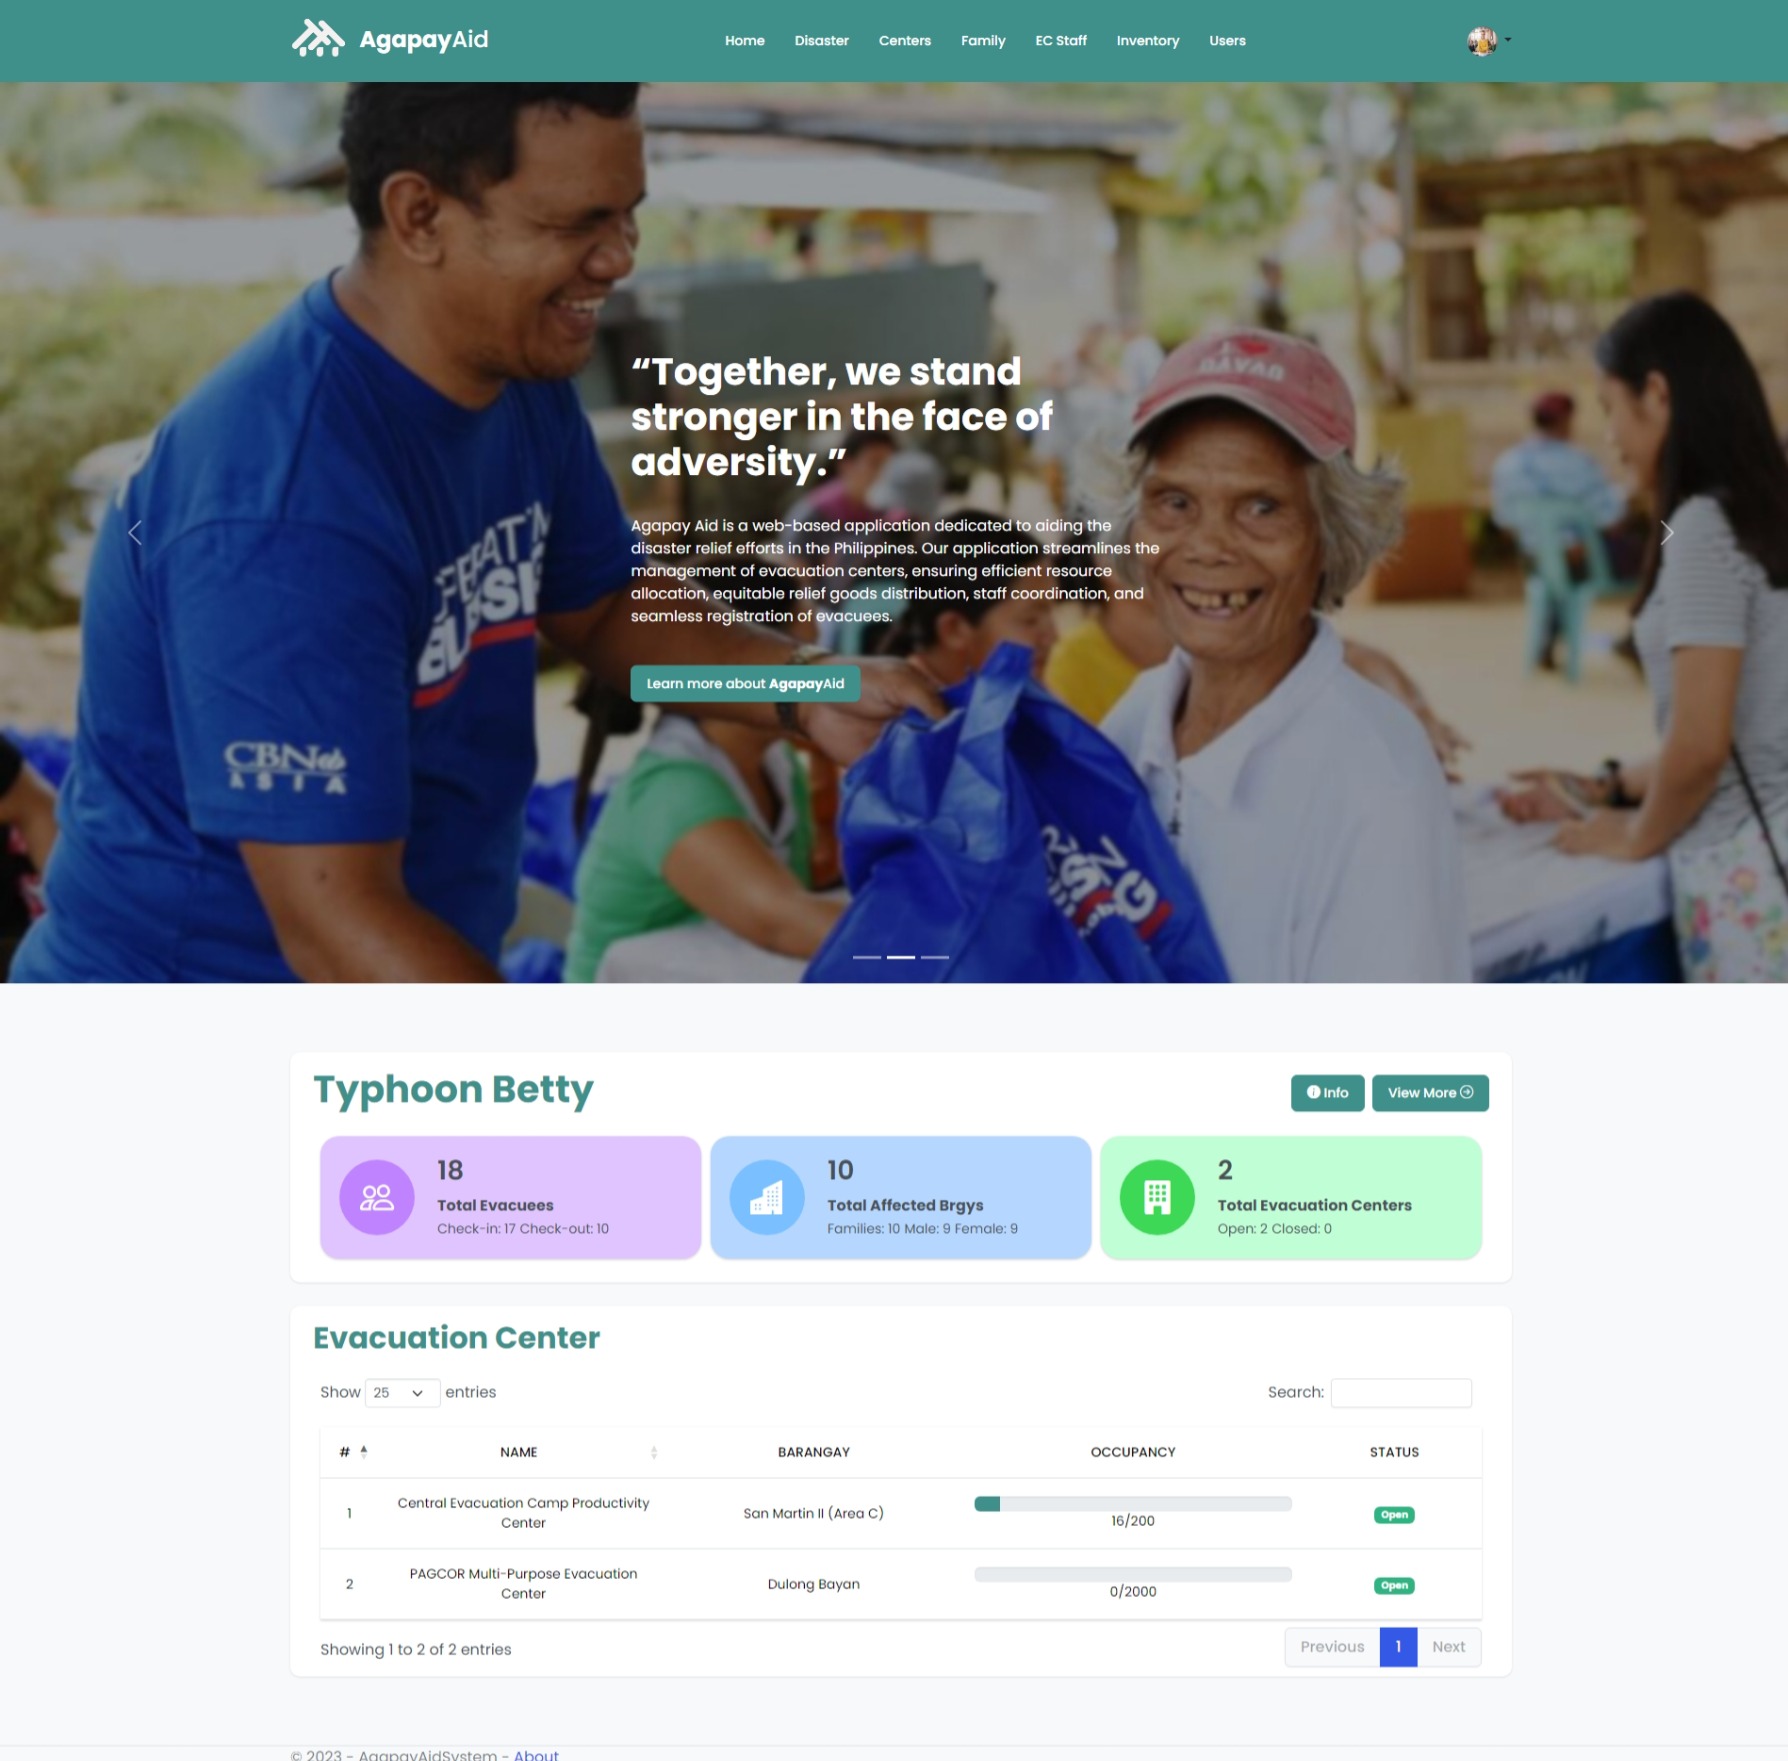 AgapayAid
Home Disaster Centers Family EC Staff Inventory Users
I DAVAO
“Together, we stand
stronger in the face of
adversity.”
Agapay Aid is a web-based application dedicated to aiding the
disaster relief efforts in the Philippines. Our application streamlines the
management of evacuation centers, ensuring efficient resource
allocation, equitable relief goods distribution, staff coordination, and
seamless registration of evacuees.
Learn more about AgapayAid
CBN
ASIA
Typhoon Betty
Info View More
18
Total Evacuees
Check-in: 17 Check-out: 10
10
Total Affected Brgys
Families: 10 Male: 9 Female: 9
2
Total Evacuation Centers
Open: 2 Closed: 0
Evacuation Center
Show 25 entries Search:
# NAME BARANGAY OCCUPANCY STATUS
1 Central Evacuation Camp Productivity
Center San Martin II (Area C) 16/200 Open
2 PAGCOR Multi-Purpose Evacuation
Center Dulong Bayan 0/2000 Open
Showing 1 to 2 of 2 entries Previous 1 Next
© 2023 - AgapayAidSystem - About